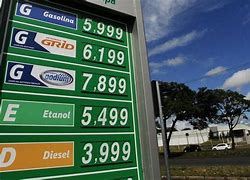 G Gasolina 5.999
G GRID 6.199
G podium 7.899
E Etanol 5.499
D Diesel 3.999